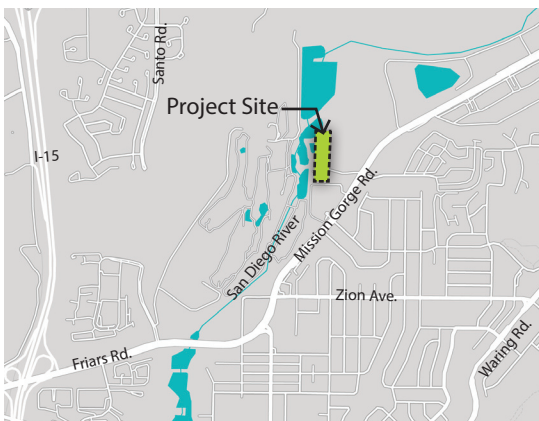 Santo Rd.
Project Site
I-15
Mission Gorge Rd.
San Diego River
Zion Ave.
Waring Rd.
Friars Rd.